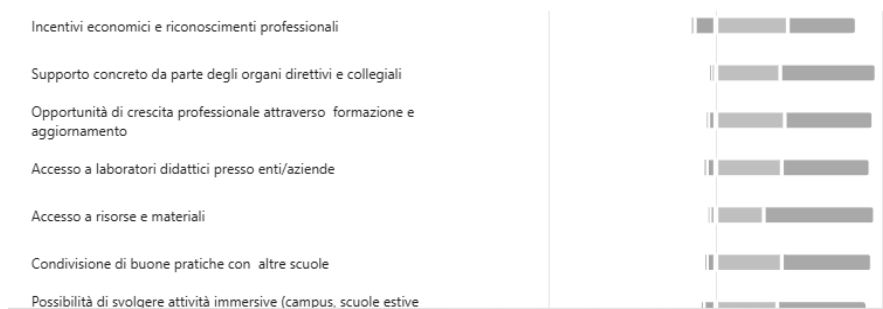 Incentivi economici e riconoscimenti professionali
Supporto concreto da parte degli organi direttivi e collegiali
Opportunità di crescita professionale attraverso formazione e
aggiornamento
Accesso a laboratori didattici presso enti/aziende
Accesso a risorse e materiali
Condivisione di buone pratiche con altre scuole
Possibilità di svolgere attività immersive (campus, scuole estive